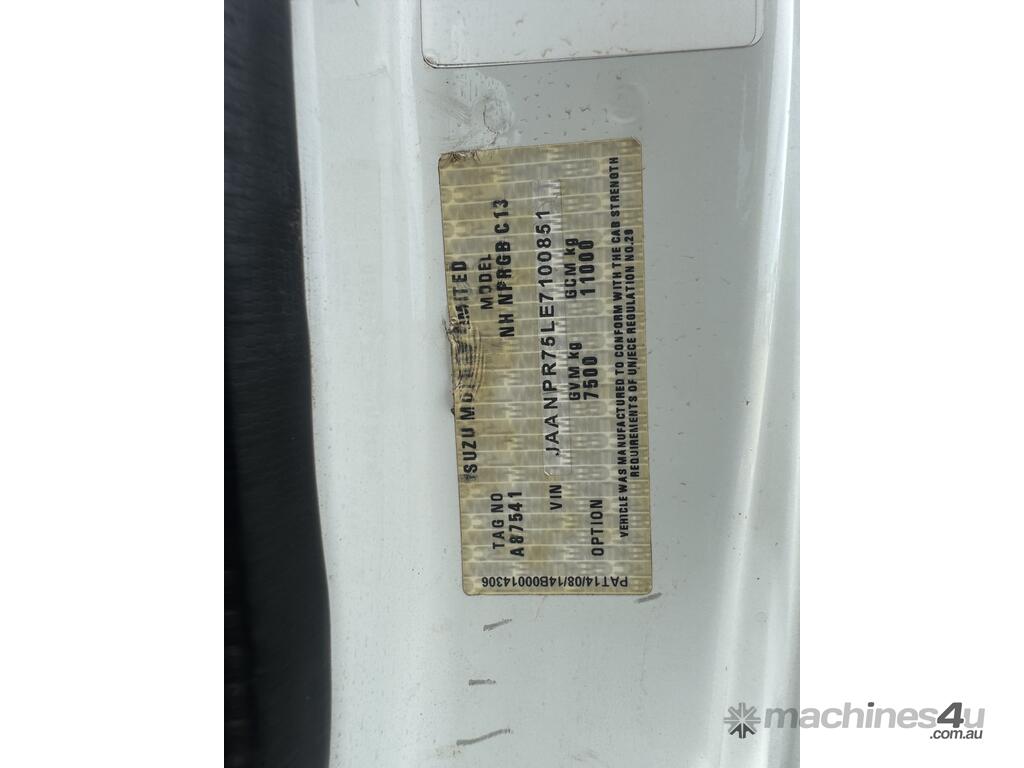 ISUZU MOTORS LIMITED
TAG NO MODEL
A87541 NH NPRGB C13
VIN JAANPR75LE7100851
GVM kg GCM kg
OPTION 7500 11000
VEHICLE WAS MANUFACTURED TO CONFORM WITH THE CAB STRENGTH
REQUIREMENTS OF UN/ECE REGULATION NO.29
PAT14/08/14B00014306
machines4u
.com.au